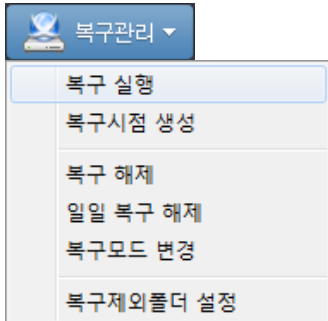 복구관리
복구 실행
복구시점 생성
복구 해제
일일 복구 해제
복구모드 변경
복구제외폴더 설정